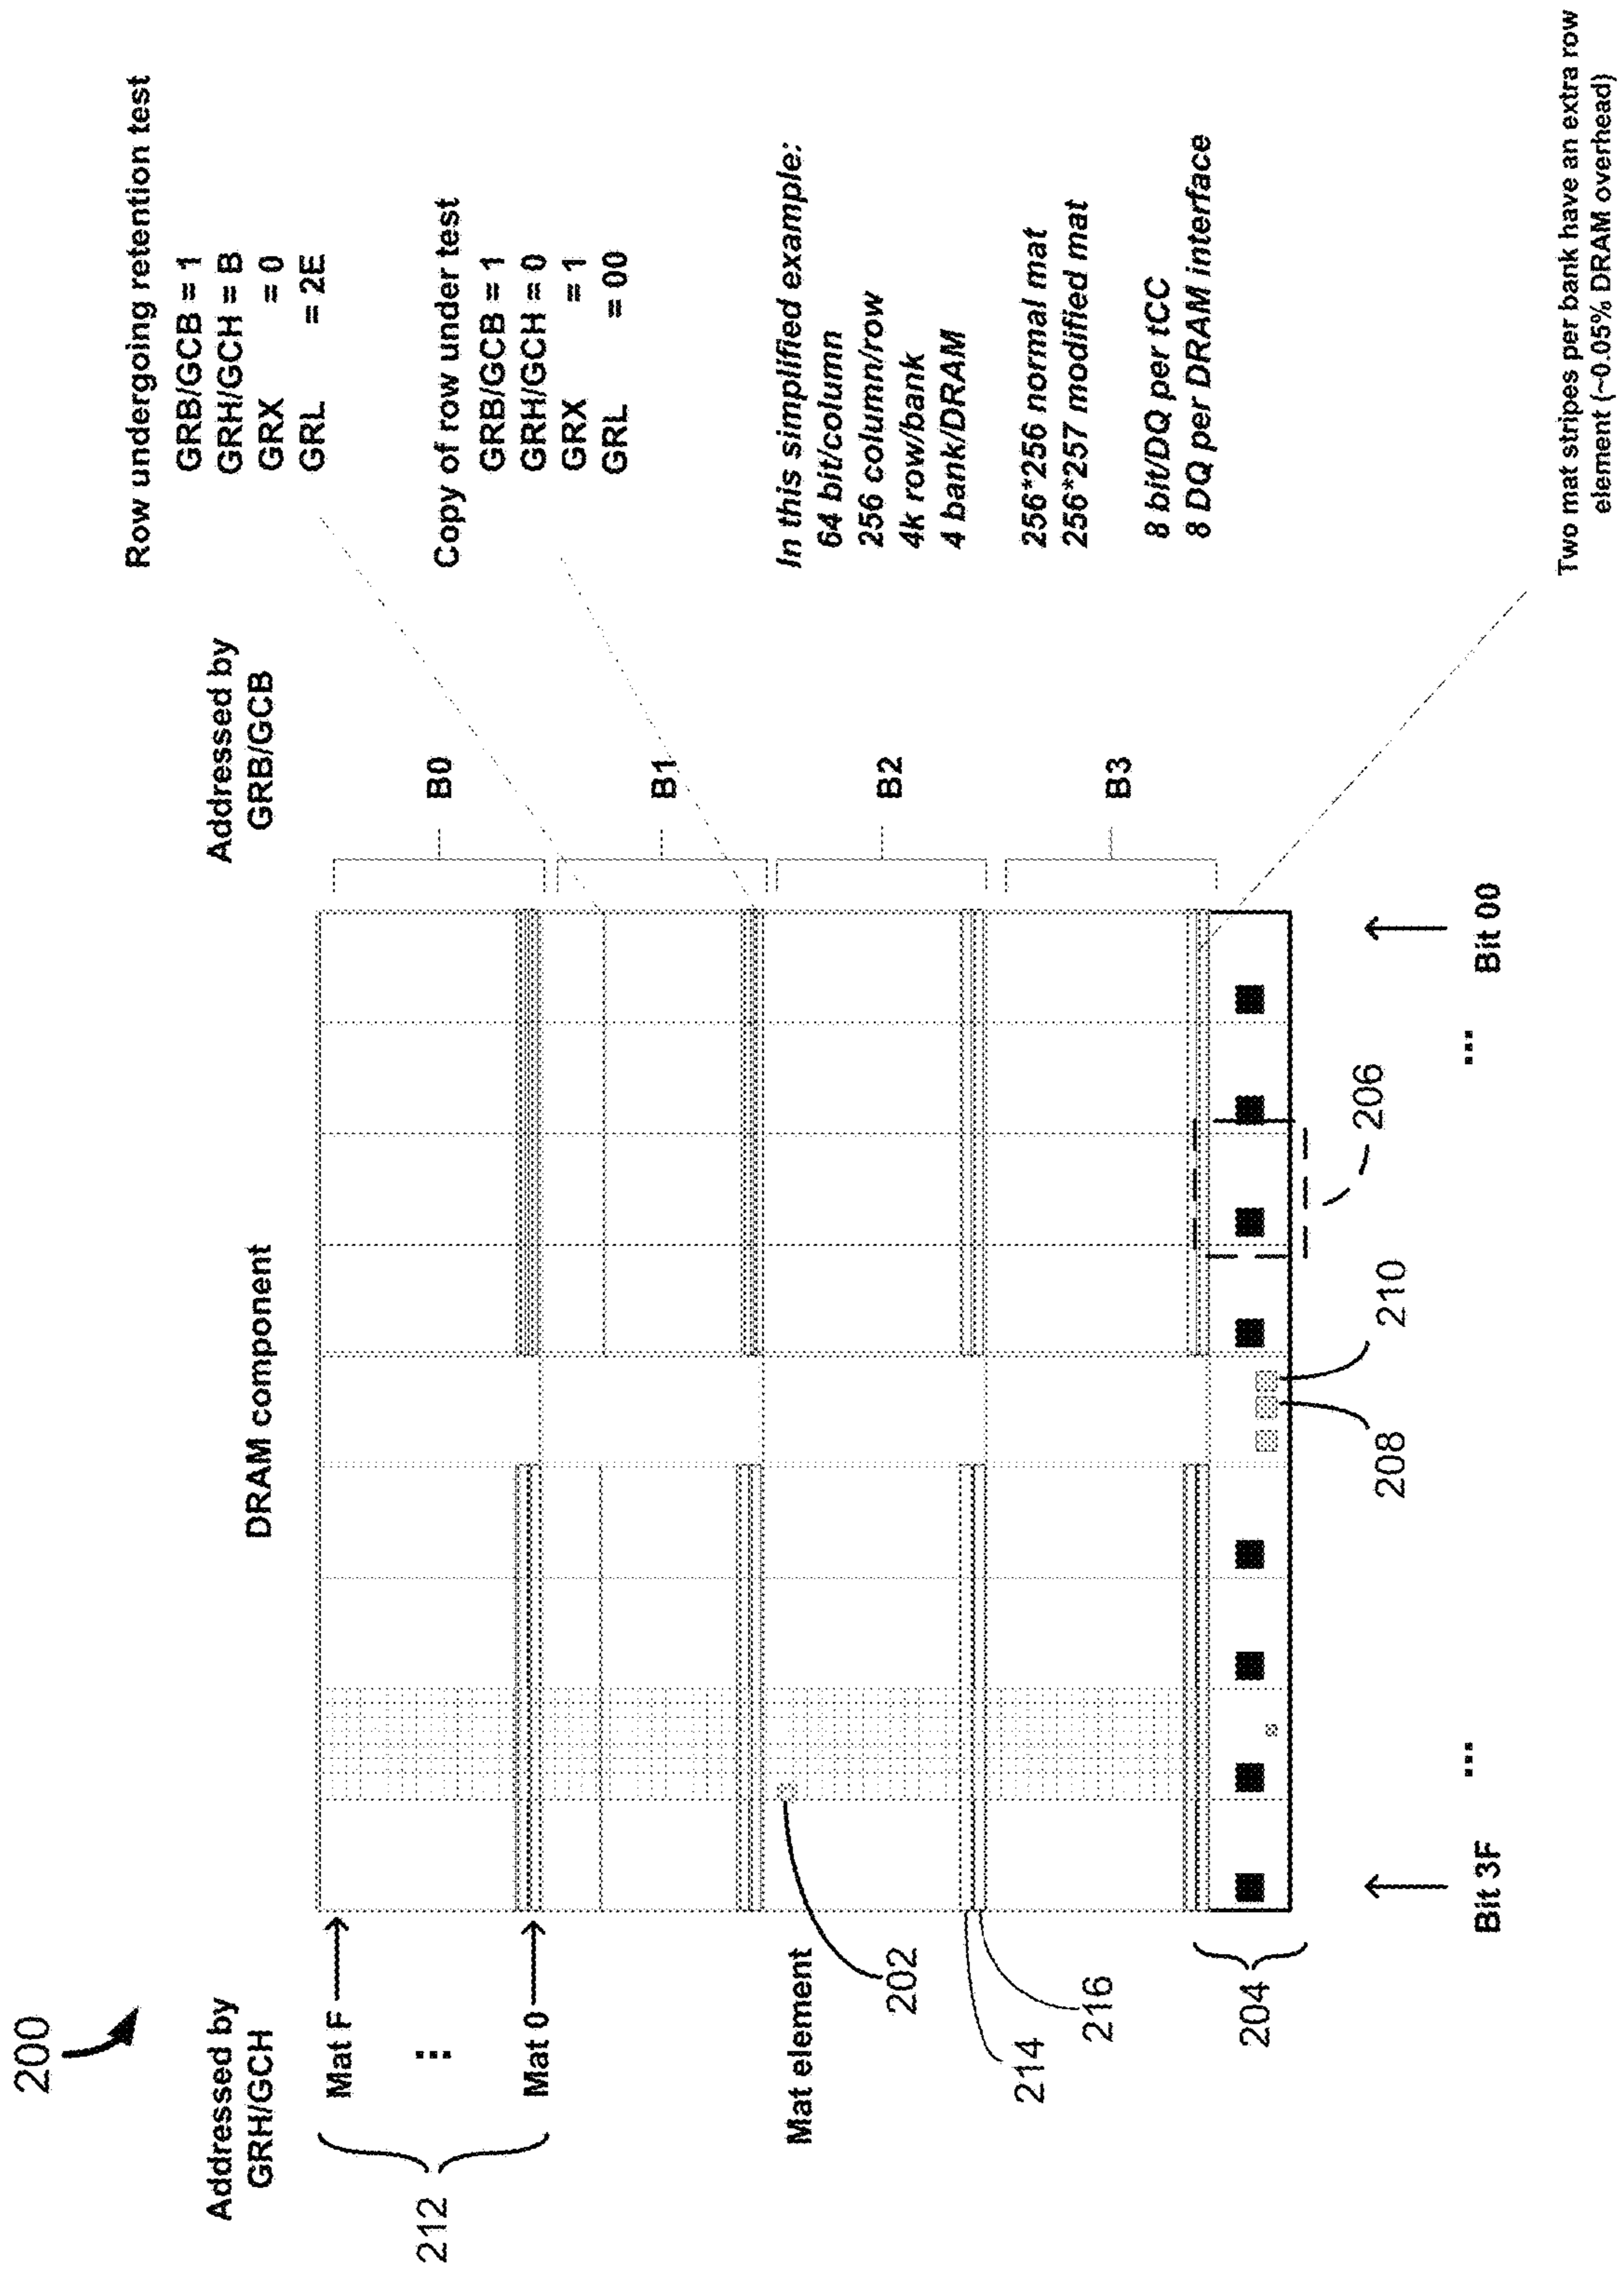 200
Addressed by
GRH/GCH
Mat F
...
Mat 0
212
Mat element
202
214
216
204
DRAM component
Addressed by
GRB/GCB
B0
B1
B2
B3
Bit 3F
...
Bit 00
208
210
206
Row undergoing retention test
GRB/GCB = 1
GRH/GCH = B
GRX = 0
GRL = 2E
Copy of row under test
GRB/GCB = 1
GRH/GCH = 0
GRX = 1
GRL = 00
In this simplified example:
64 bit/column
256 column/row
4k row/bank
4 bank/DRAM
256*256 normal mat
256*257 modified mat
8 bit/DQ per tCC
8 DQ per DRAM interface
...
Two mat stripes per bank have an extra row
element (~0.05% DRAM overhead)